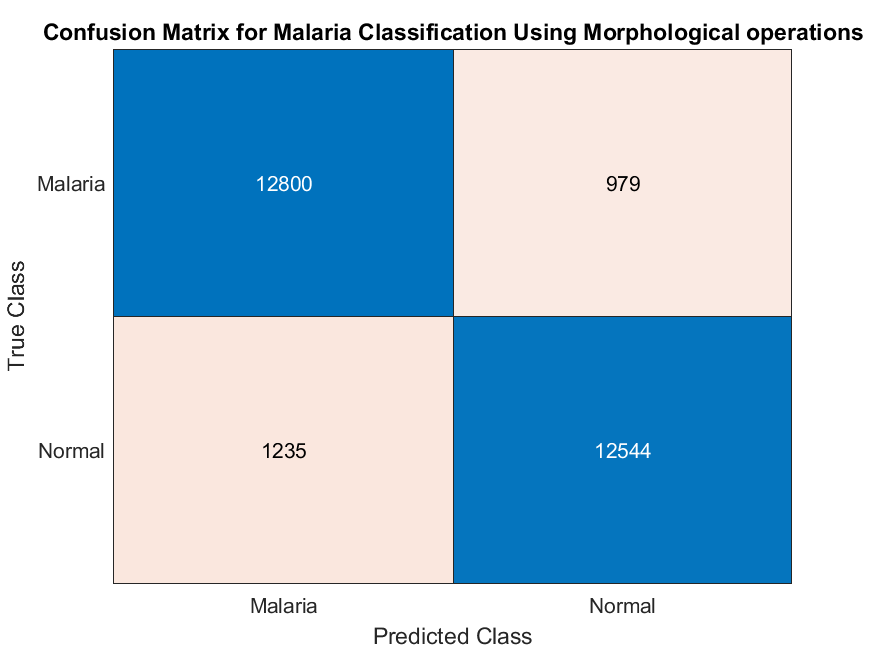 Confusion Matrix for Malaria Classification Using Morphological operations
True Class
Malaria
12800
979
Normal
1235
12544
Malaria
Normal
Predicted Class